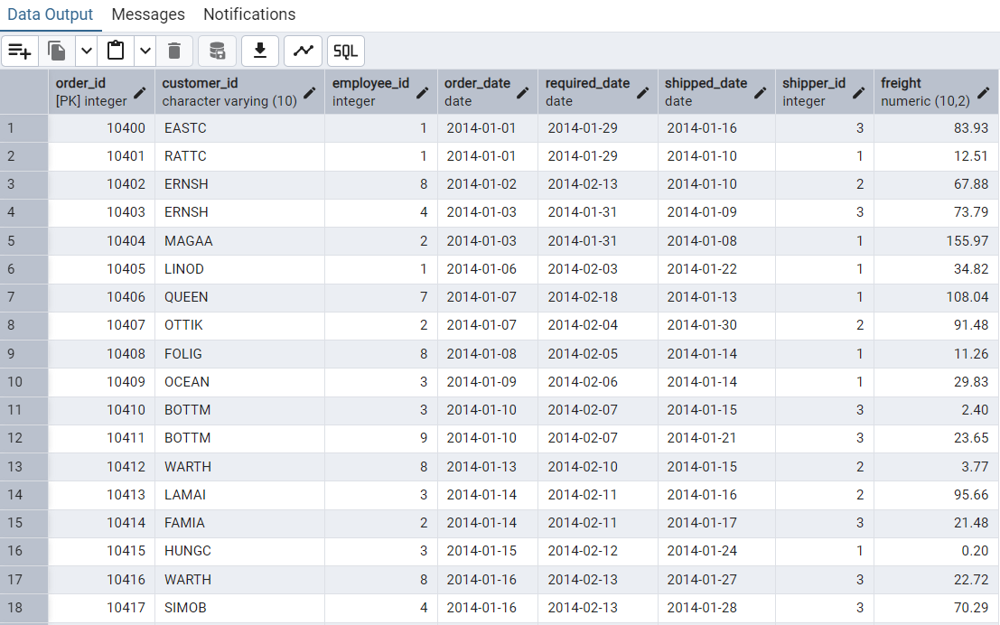 Data Output Messages Notifications
SQL
order_id customer_id employee_id order_date required_date shipped_date shipper_id freight
[PK] integer character varying (10) integer date date date integer numeric (10,2)
1 10400 EASTC 1 2014-01-01 2014-01-29 2014-01-16 3 83.93
2 10401 RATTC 1 2014-01-01 2014-01-29 2014-01-10 1 12.51
3 10402 ERNSH 8 2014-01-02 2014-02-13 2014-01-10 2 67.88
4 10403 ERNSH 4 2014-01-03 2014-01-31 2014-01-09 3 73.79
5 10404 MAGAA 2 2014-01-03 2014-01-31 2014-01-08 1 155.97
6 10405 LINOD 1 2014-01-06 2014-02-03 2014-01-22 1 34.82
7 10406 QUEEN 7 2014-01-07 2014-02-18 2014-01-13 1 108.04
8 10407 OTTIK 2 2014-01-07 2014-02-04 2014-01-30 2 91.48
9 10408 FOLIG 8 2014-01-08 2014-02-05 2014-01-14 1 11.26
10 10409 OCEAN 3 2014-01-09 2014-02-06 2014-01-14 1 29.83
11 10410 BOTTM 3 2014-01-10 2014-02-07 2014-01-15 3 2.40
12 10411 BOTTM 9 2014-01-10 2014-02-07 2014-01-21 3 23.65
13 10412 WARTH 8 2014-01-13 2014-02-10 2014-01-15 2 3.77
14 10413 LAMAI 3 2014-01-14 2014-02-11 2014-01-16 2 95.66
15 10414 FAMIA 2 2014-01-14 2014-02-11 2014-01-17 3 21.48
16 10415 HUNGC 3 2014-01-15 2014-02-12 2014-01-24 1 0.20
17 10416 WARTH 8 2014-01-16 2014-02-13 2014-01-27 3 22.72
18 10417 SIMOB 4 2014-01-16 2014-02-13 2014-01-28 3 70.29